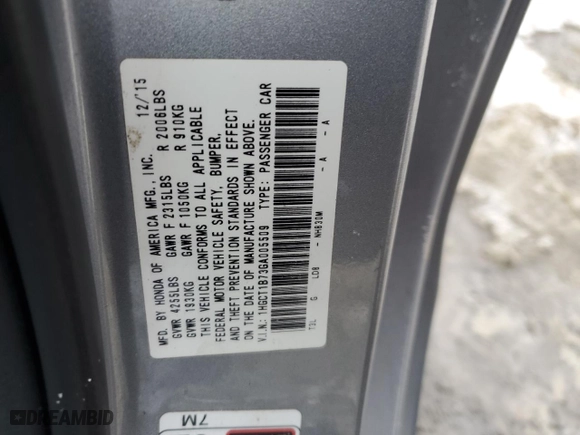 MFD. BY HONDA OF AMERICA MFG., INC. 12/'15
GVWR 4255LBS GAWR F 2315LBS R 2006LBS
GVWR 1930KG GAWR F 1050KG R 910KG
THIS VEHICLE CONFORMS TO ALL APPLICABLE
FEDERAL MOTOR VEHICLE SAFETY, BUMPER,
AND THEFT PREVENTION STANDARDS IN EFFECT
ON THE DATE OF MANUFACTURE SHOWN ABOVE.
V.I.N.: 1HGCT1B73GA005509 TYPE: PASSENGER CAR
T2L G LO8 - NH830M - A - A
7M
DREAMBID